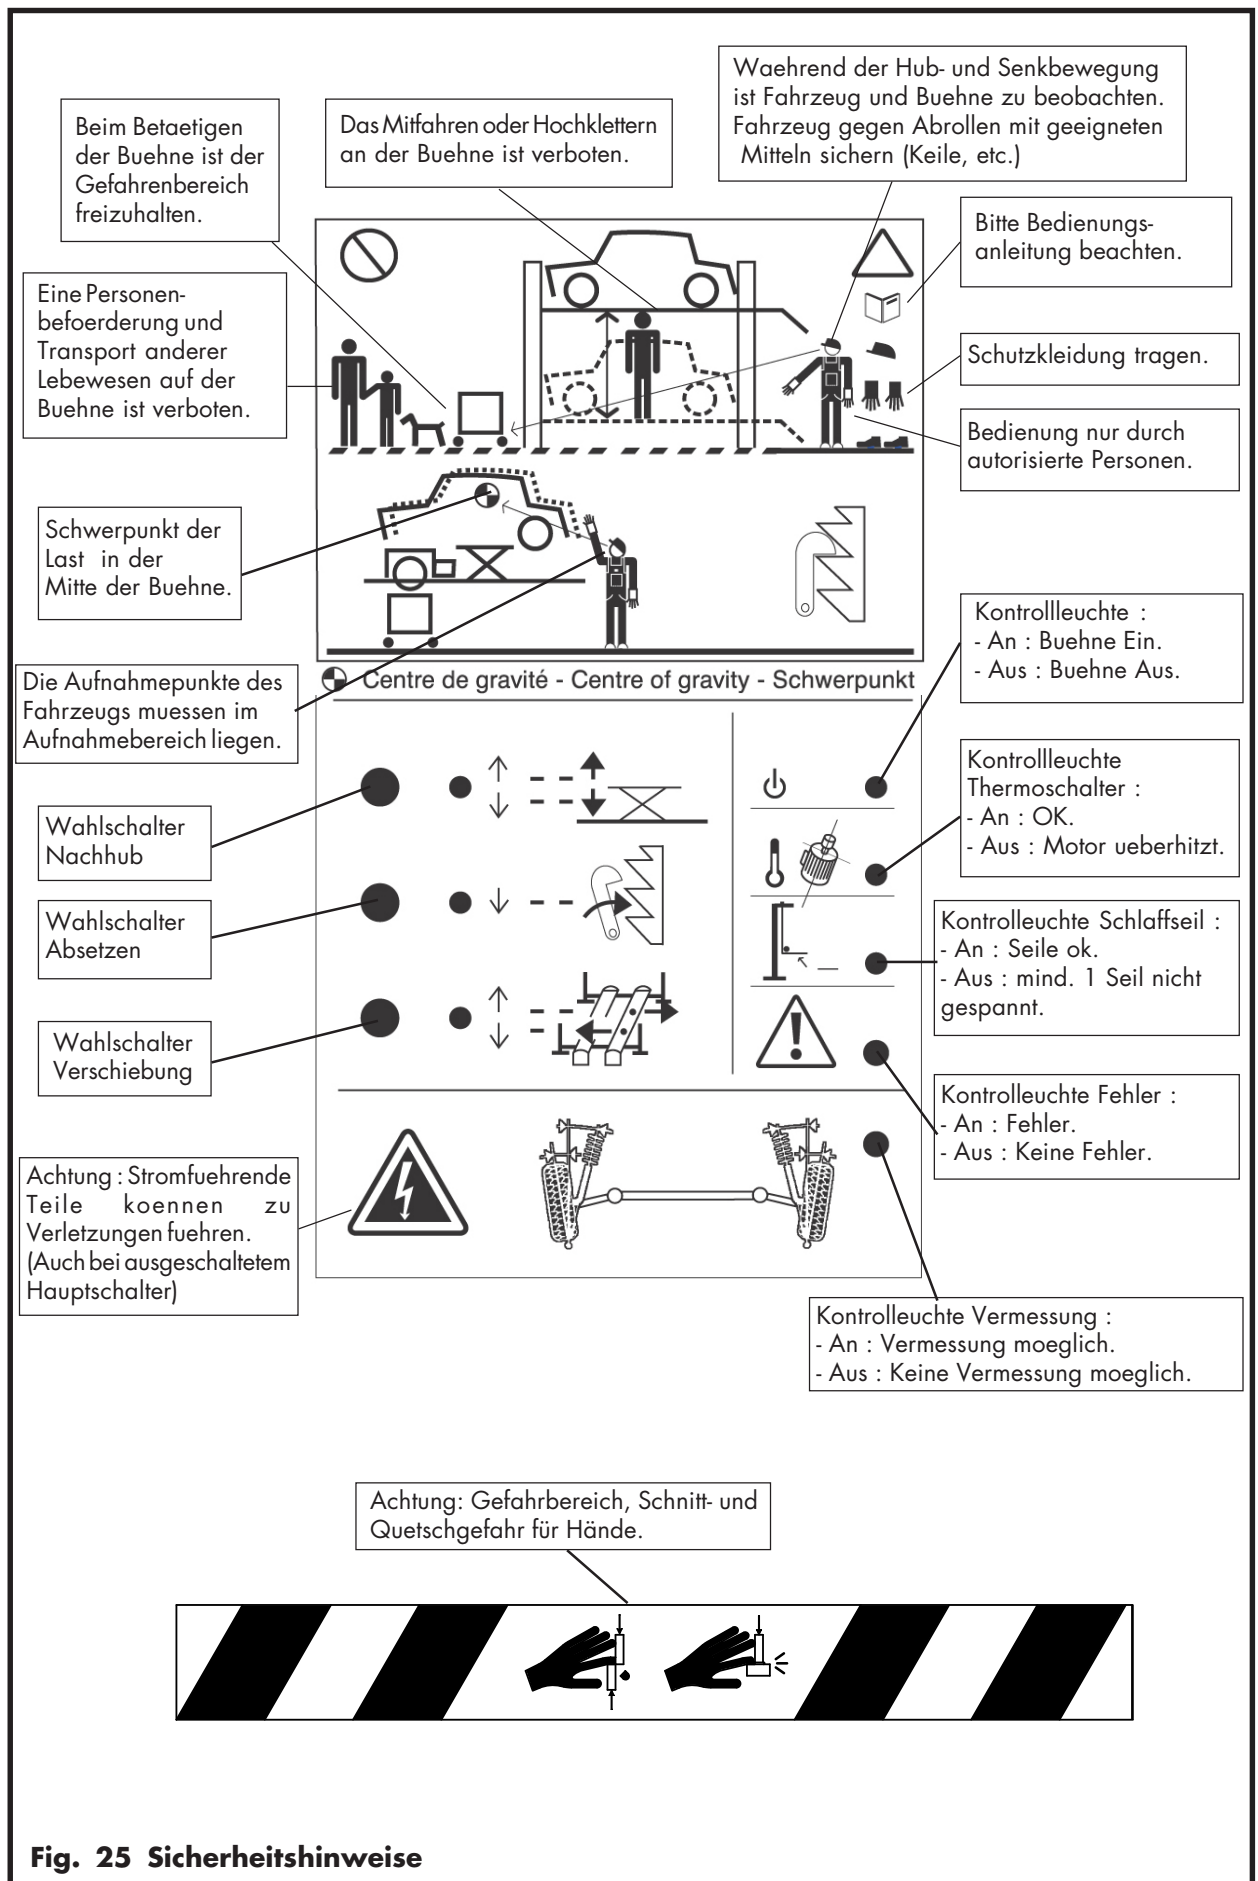 Waehrend der Hub- und Senkbewegung
ist Fahrzeug und Buehne zu beobachten.
Fahrzeug gegen Abrollen mit geeigneten
Mitteln sichern (Keile, etc.)
Beim Betaetigen
der Buehne ist der
Gefahrenbereich
freizuhalten.
Das Mitfahren oder Hochklettern
an der Buehne ist verboten.
Bitte Bedienungs-
anleitung beachten.
Eine Personen-
befoerderung und
Transport anderer
Lebewesen auf der
Buehne ist verboten.
Schutzkleidung tragen.
Bedienung nur durch
autorisierte Personen.
Schwerpunkt der
Last in der
Mitte der Buehne.
Kontrollleuchte :
- An : Buehne Ein.
- Aus : Buehne Aus.
Die Aufnahmepunkte des
Fahrzeugs muessen im
Aufnahmebereich liegen.
Centre de gravité - Centre of gravity - Schwerpunkt
Kontrollleuchte
Thermoschalter :
- An : OK.
- Aus : Motor ueberhitzt.
Wahlschalter
Nachhub
Wahlschalter
Absetzen
Kontrolleuchte Schlaffseil :
- An : Seile ok.
- Aus : mind. 1 Seil nicht
gespannt.
Wahlschalter
Verschiebung
Kontrolleuchte Fehler :
- An : Fehler.
- Aus : Keine Fehler.
Achtung : Stromfuehrende
Teile koennen zu
Verletzungen fuehren.
(Auch bei ausgeschaltetem
Hauptschalter)
Kontrolleuchte Vermessung :
- An : Vermessung moeglich.
- Aus : Keine Vermessung moeglich.
Achtung: Gefahrbereich, Schnitt- und
Quetschgefahr für Hände.
Fig. 25 Sicherheitshinweise